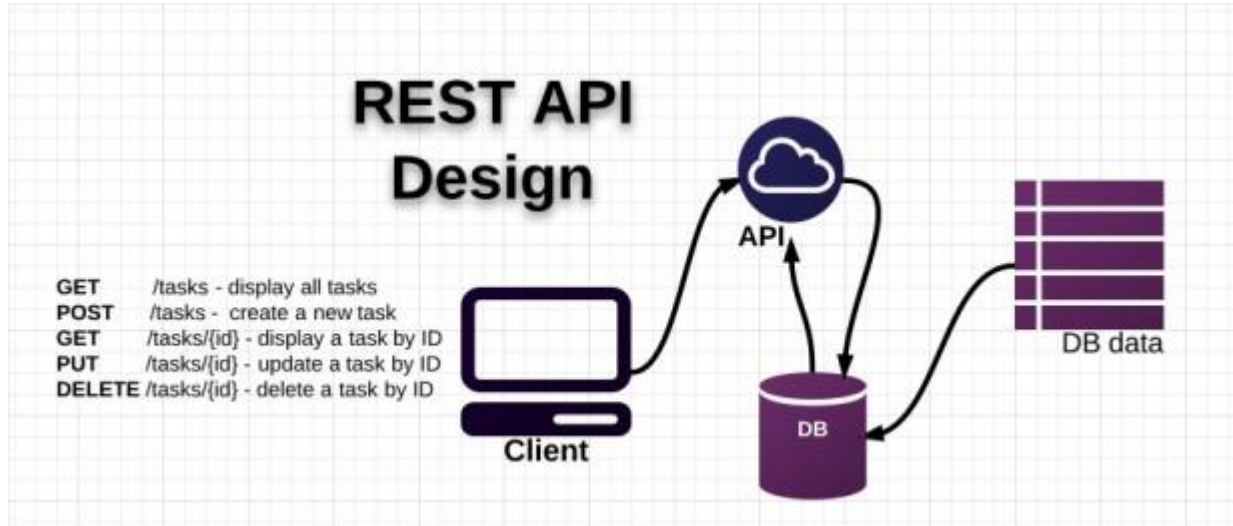 REST API
Design
GET /tasks - display all tasks
POST /tasks - create a new task
GET /tasks/{id} - display a task by ID
PUT /tasks/{id} - update a task by ID
DELETE /tasks/{id} - delete a task by ID
Client
API
DB
DB data